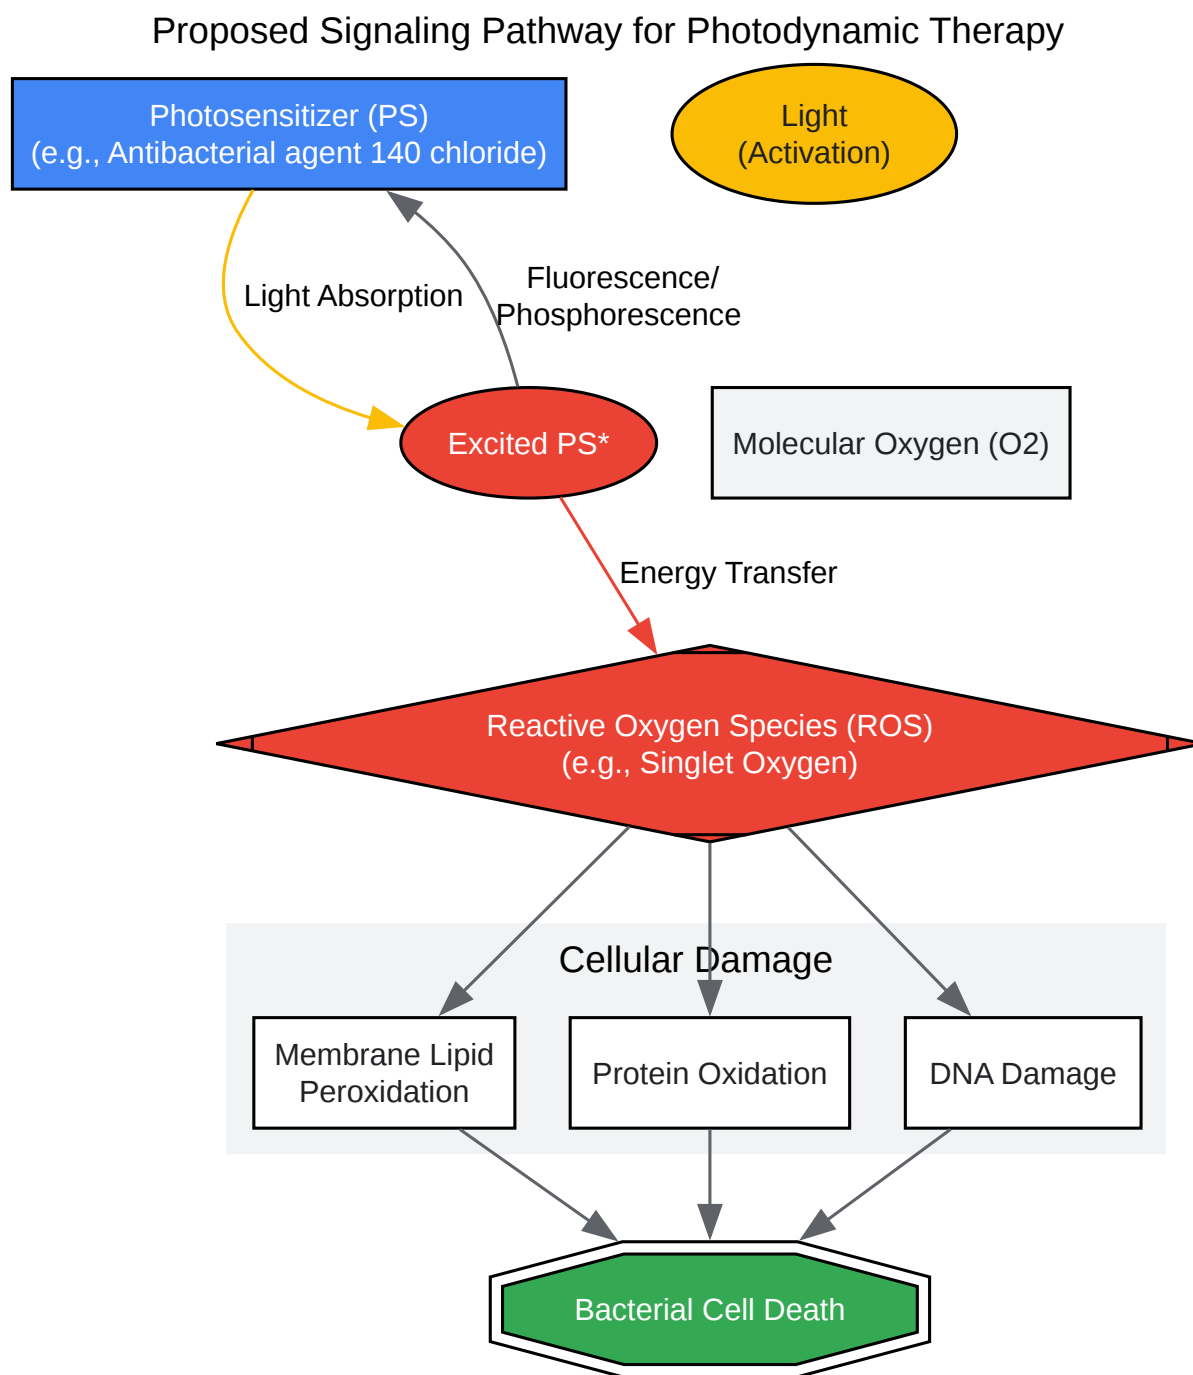 Proposed Signaling Pathway for Photodynamic Therapy
Photosensitizer (PS)
(e.g., Antibacterial agent 140 chloride)
Light
(Activation)
Light Absorption
Fluorescence/
Phosphorescence
Excited PS*
Molecular Oxygen (O2)
Energy Transfer
Reactive Oxygen Species (ROS)
(e.g., Singlet Oxygen)
Cellular Damage
Membrane Lipid
Peroxidation
Protein Oxidation
DNA Damage
Bacterial Cell Death